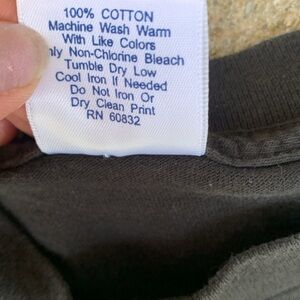 100% COTTON
Machine Wash Warm
With Like Colors
Non-Chlorine Bleach
Tumble Dry Low
Cool Iron If Needed
Do Not Iron Or
Dry Clean Print
RN 60832